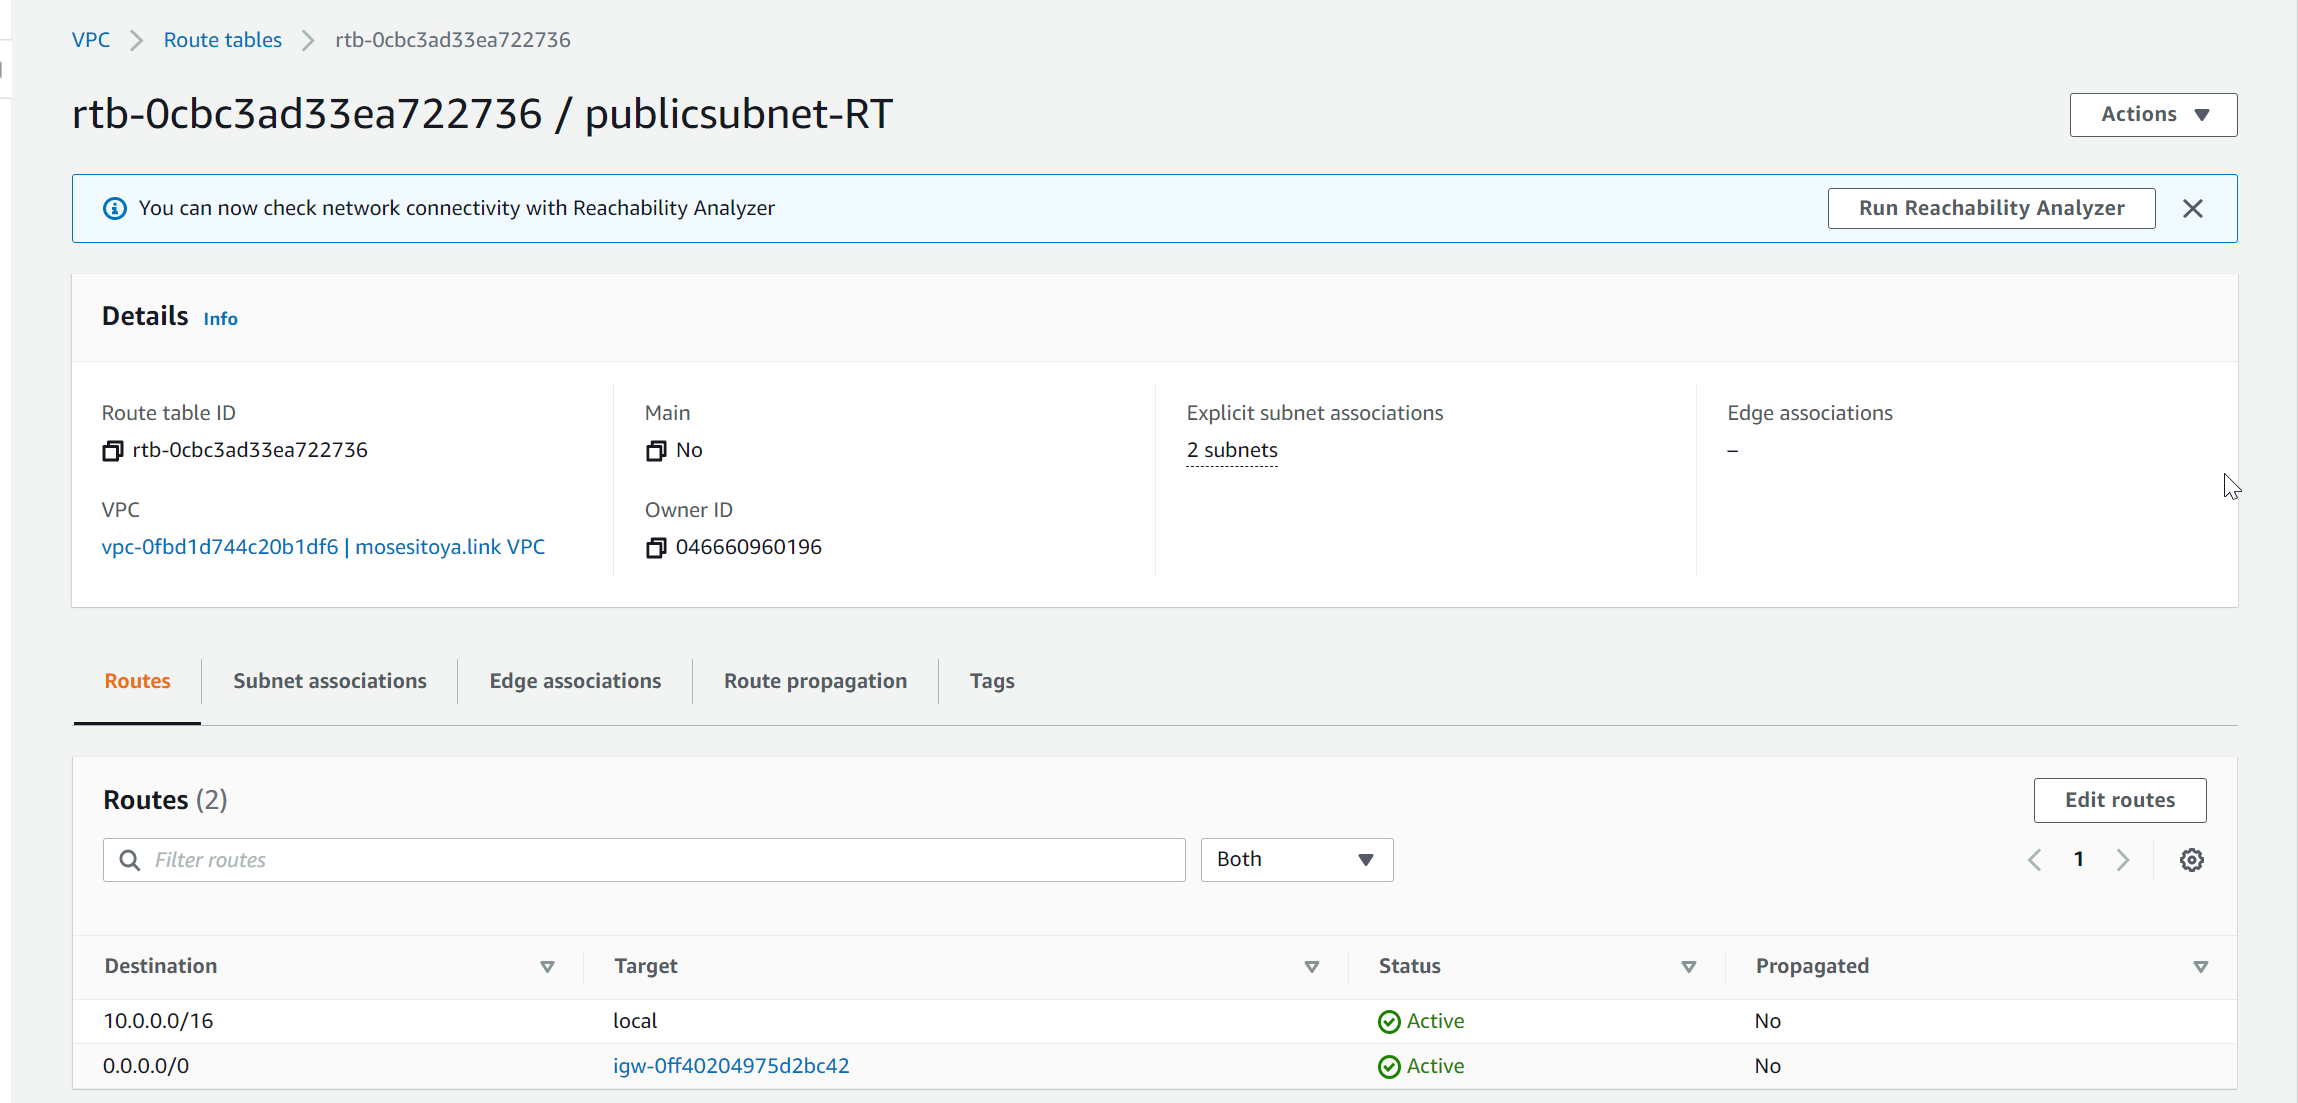 VPC > Route tables > rtb-0cbc3ad33ea722736
rtb-0cbc3ad33ea722736 / publicsubnet-RT
Actions
You can now check network connectivity with Reachability Analyzer
Run Reachability Analyzer
Details Info
Route table ID
rtb-0cbc3ad33ea722736
Main
No
Explicit subnet associations
2 subnets
Edge associations
–
VPC
vpc-0fbd1d744c20b1df6 | mosesitoya.link VPC
Owner ID
046660960196
Routes Subnet associations Edge associations Route propagation Tags
Routes (2)
Edit routes
Filter routes
Both
1
Destination Target Status Propagated
10.0.0.0/16 local Active No
0.0.0.0/0 igw-0ff40204975d2bc42 Active No